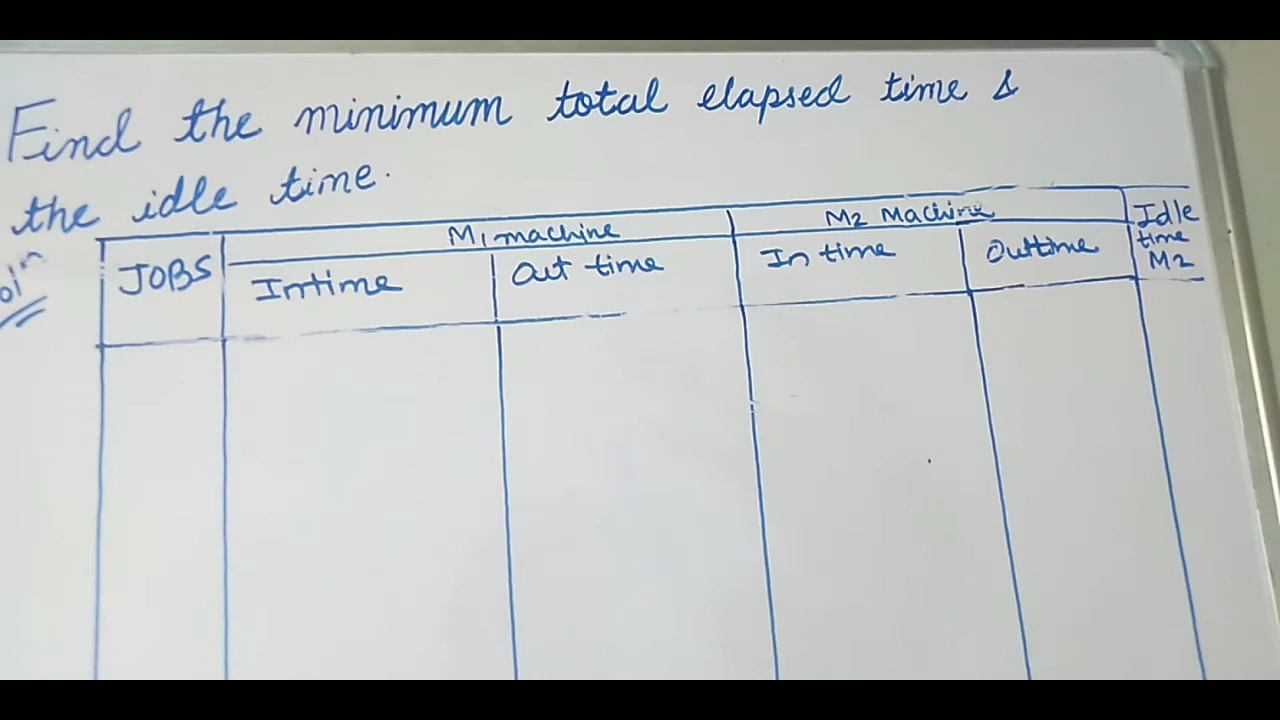 Find the minimum total elapsed time &
the idle time.
M1 machine M2 Machine Idle time M2
JOBS Intime Out time In time Outtime
oln